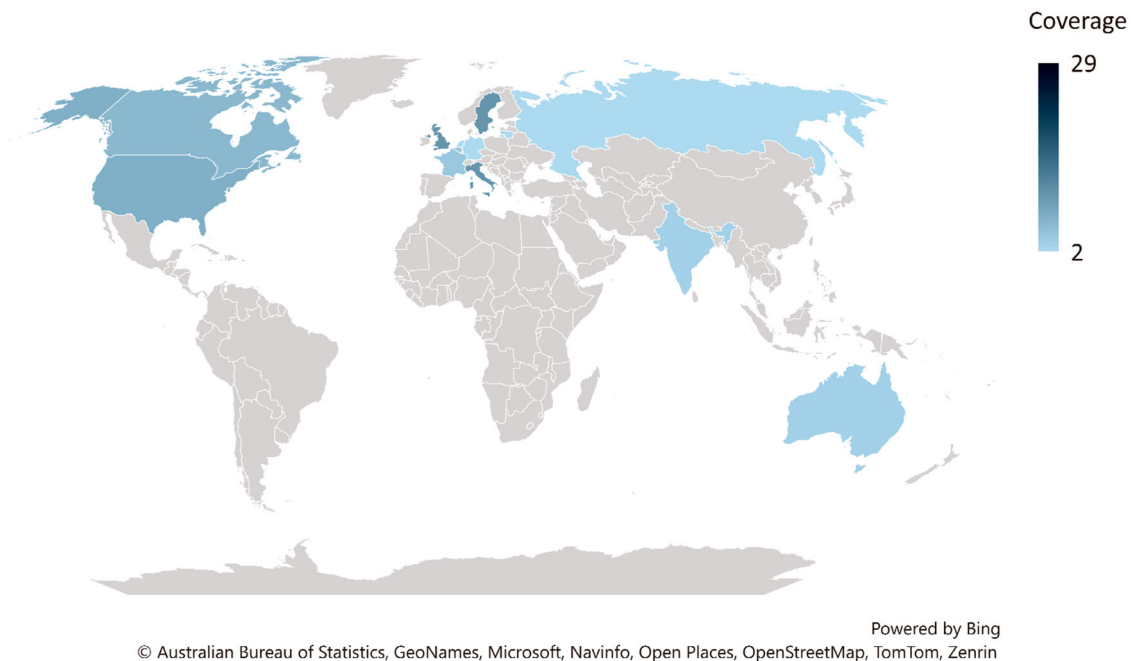 Coverage
29
2
Powered by Bing
© Australian Bureau of Statistics, GeoNames, Microsoft, Navinfo, Open Places, OpenStreetMap, TomTom, Zenrin